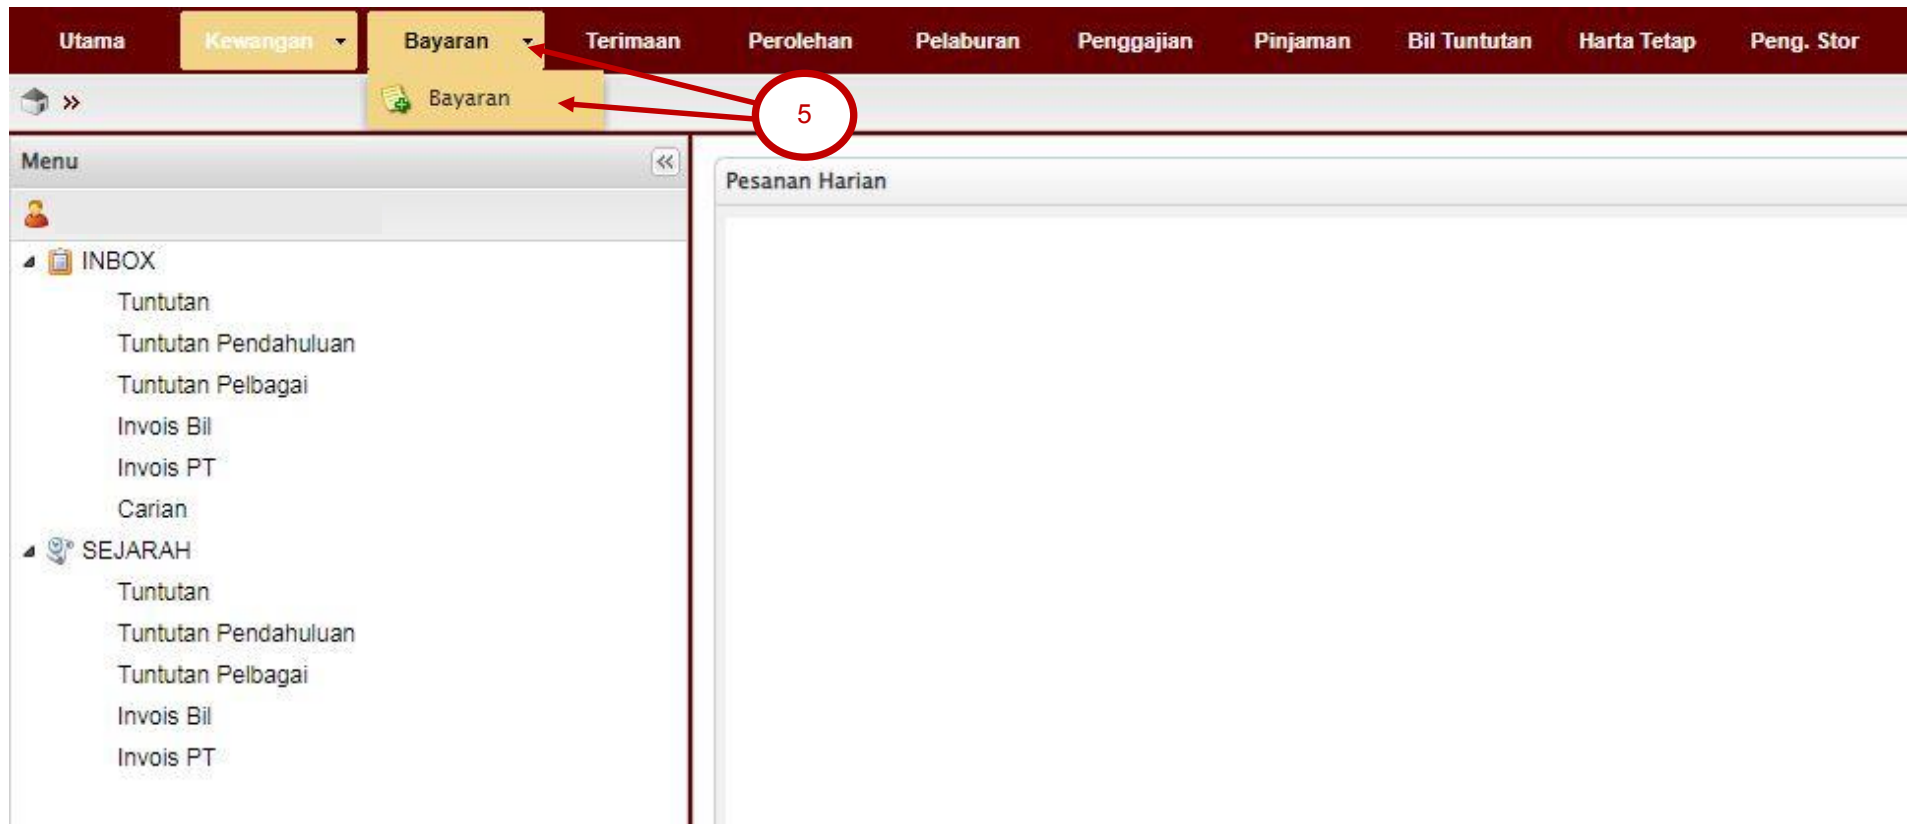 Utama Kewangan Bayaran Terimaan Perolehan Pelaburan Penggajian Pinjaman Bil Tuntutan Harta Tetap Peng. Stor
» Bayaran
5
Menu
Pesanan Harian
INBOX
Tuntutan
Tuntutan Pendahuluan
Tuntutan Pelbagai
Invois Bil
Invois PT
Carian
SEJARAH
Tuntutan
Tuntutan Pendahuluan
Tuntutan Pelbagai
Invois Bil
Invois PT